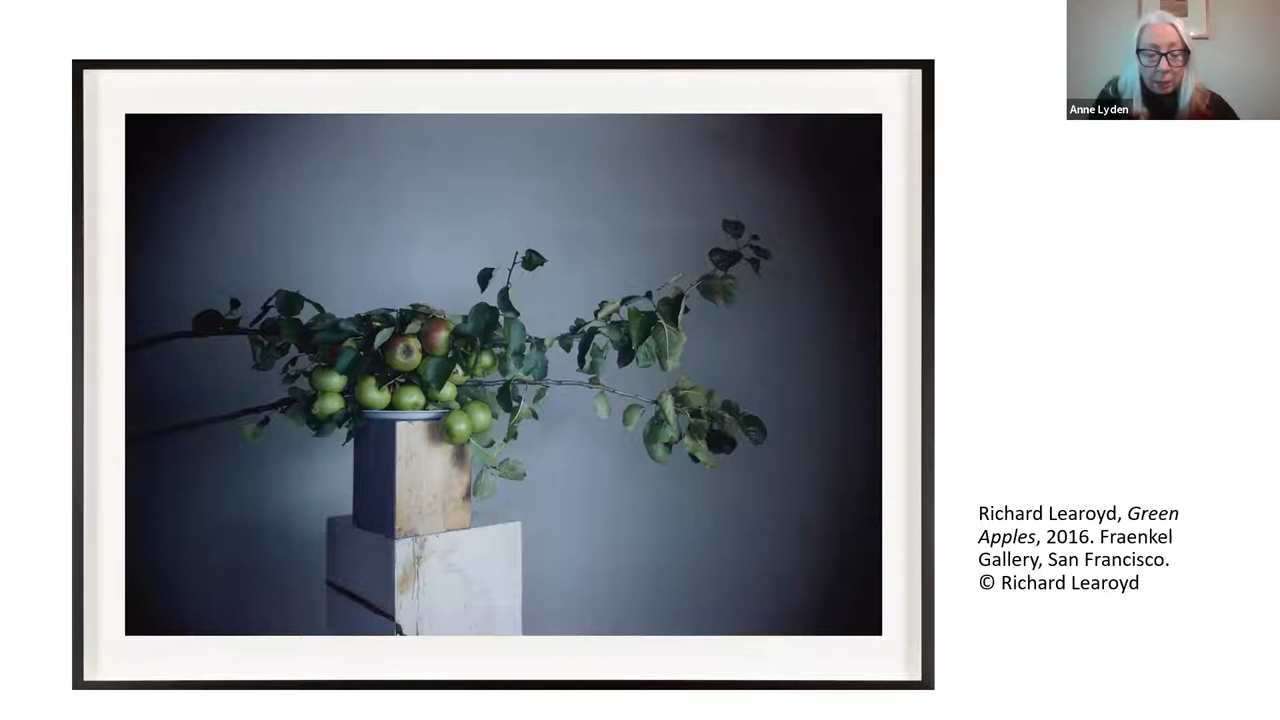 Anne Lyden
Richard Learoyd, Green
Apples, 2016. Fraenkel
Gallery, San Francisco.
© Richard Learoyd